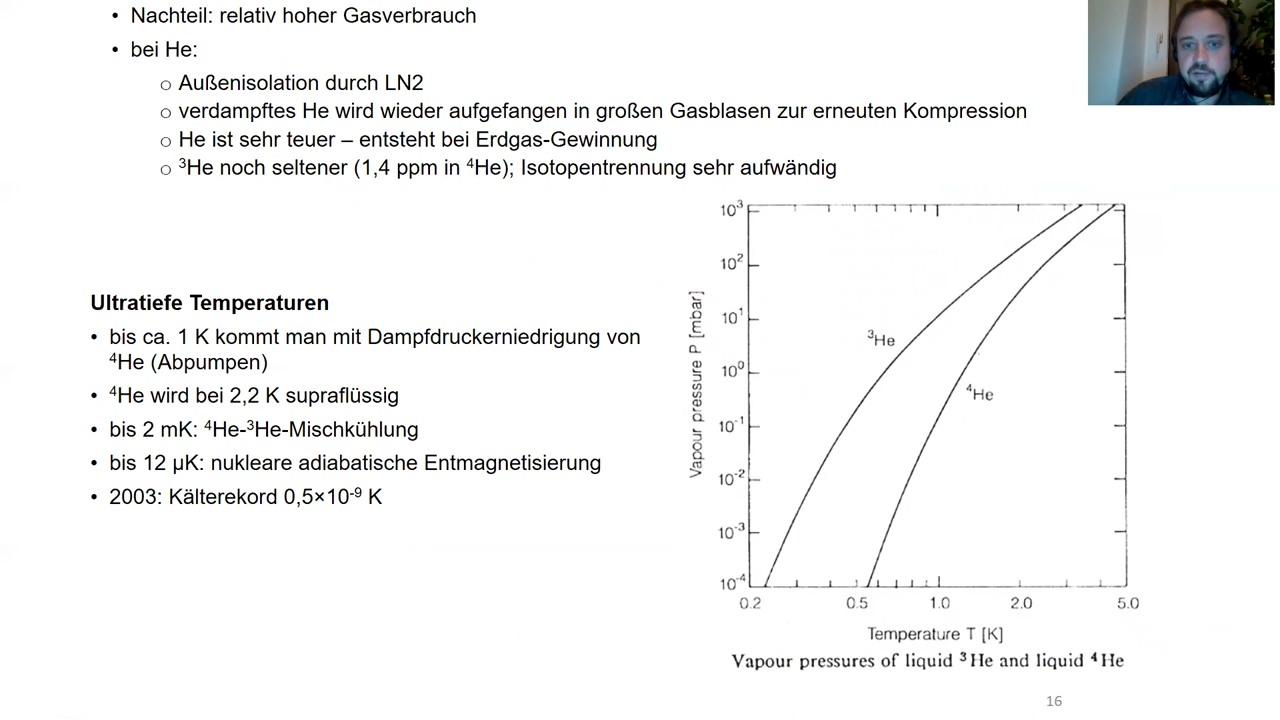 • Nachteil: relativ hoher Gasverbrauch
• bei He:
o Außenisolation durch LN2
o verdampftes He wird wieder aufgefangen in großen Gasblasen zur erneuten Kompression
o He ist sehr teuer – entsteht bei Erdgas-Gewinnung
o ³He noch seltener (1,4 ppm in ⁴He); Isotopentrennung sehr aufwändig
Ultratiefe Temperaturen
• bis ca. 1 K kommt man mit Dampfdruckerniedrigung von
⁴He (Abpumpen)
• ⁴He wird bei 2,2 K supraflüssig
• bis 2 mK: ⁴He-³He-Mischkühlung
• bis 12 µK: nukleare adiabatische Entmagnetisierung
• 2003: Kälterekord 0,5×10⁻⁹ K
Vapour pressure P [mbar]
10³
10²
10¹
10⁰
10⁻¹
10⁻²
10⁻³
10⁻⁴
³He
⁴He
0.2 0.5 1.0 2.0 5.0
Temperature T [K]
Vapour pressures of liquid ³He and liquid ⁴He
16